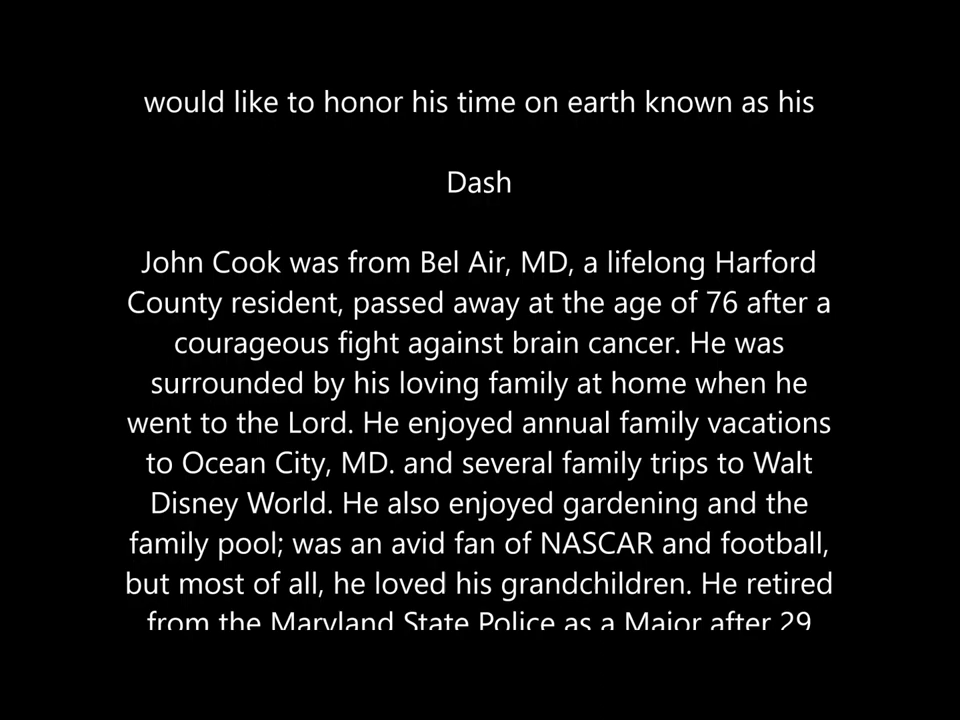 would like to honor his time on earth known as his
Dash
John Cook was from Bel Air, MD, a lifelong Harford
County resident, passed away at the age of 76 after a
courageous fight against brain cancer. He was
surrounded by his loving family at home when he
went to the Lord. He enjoyed annual family vacations
to Ocean City, MD. and several family trips to Walt
Disney World. He also enjoyed gardening and the
family pool; was an avid fan of NASCAR and football,
but most of all, he loved his grandchildren. He retired
from the Maryland State Police as a Major after 29